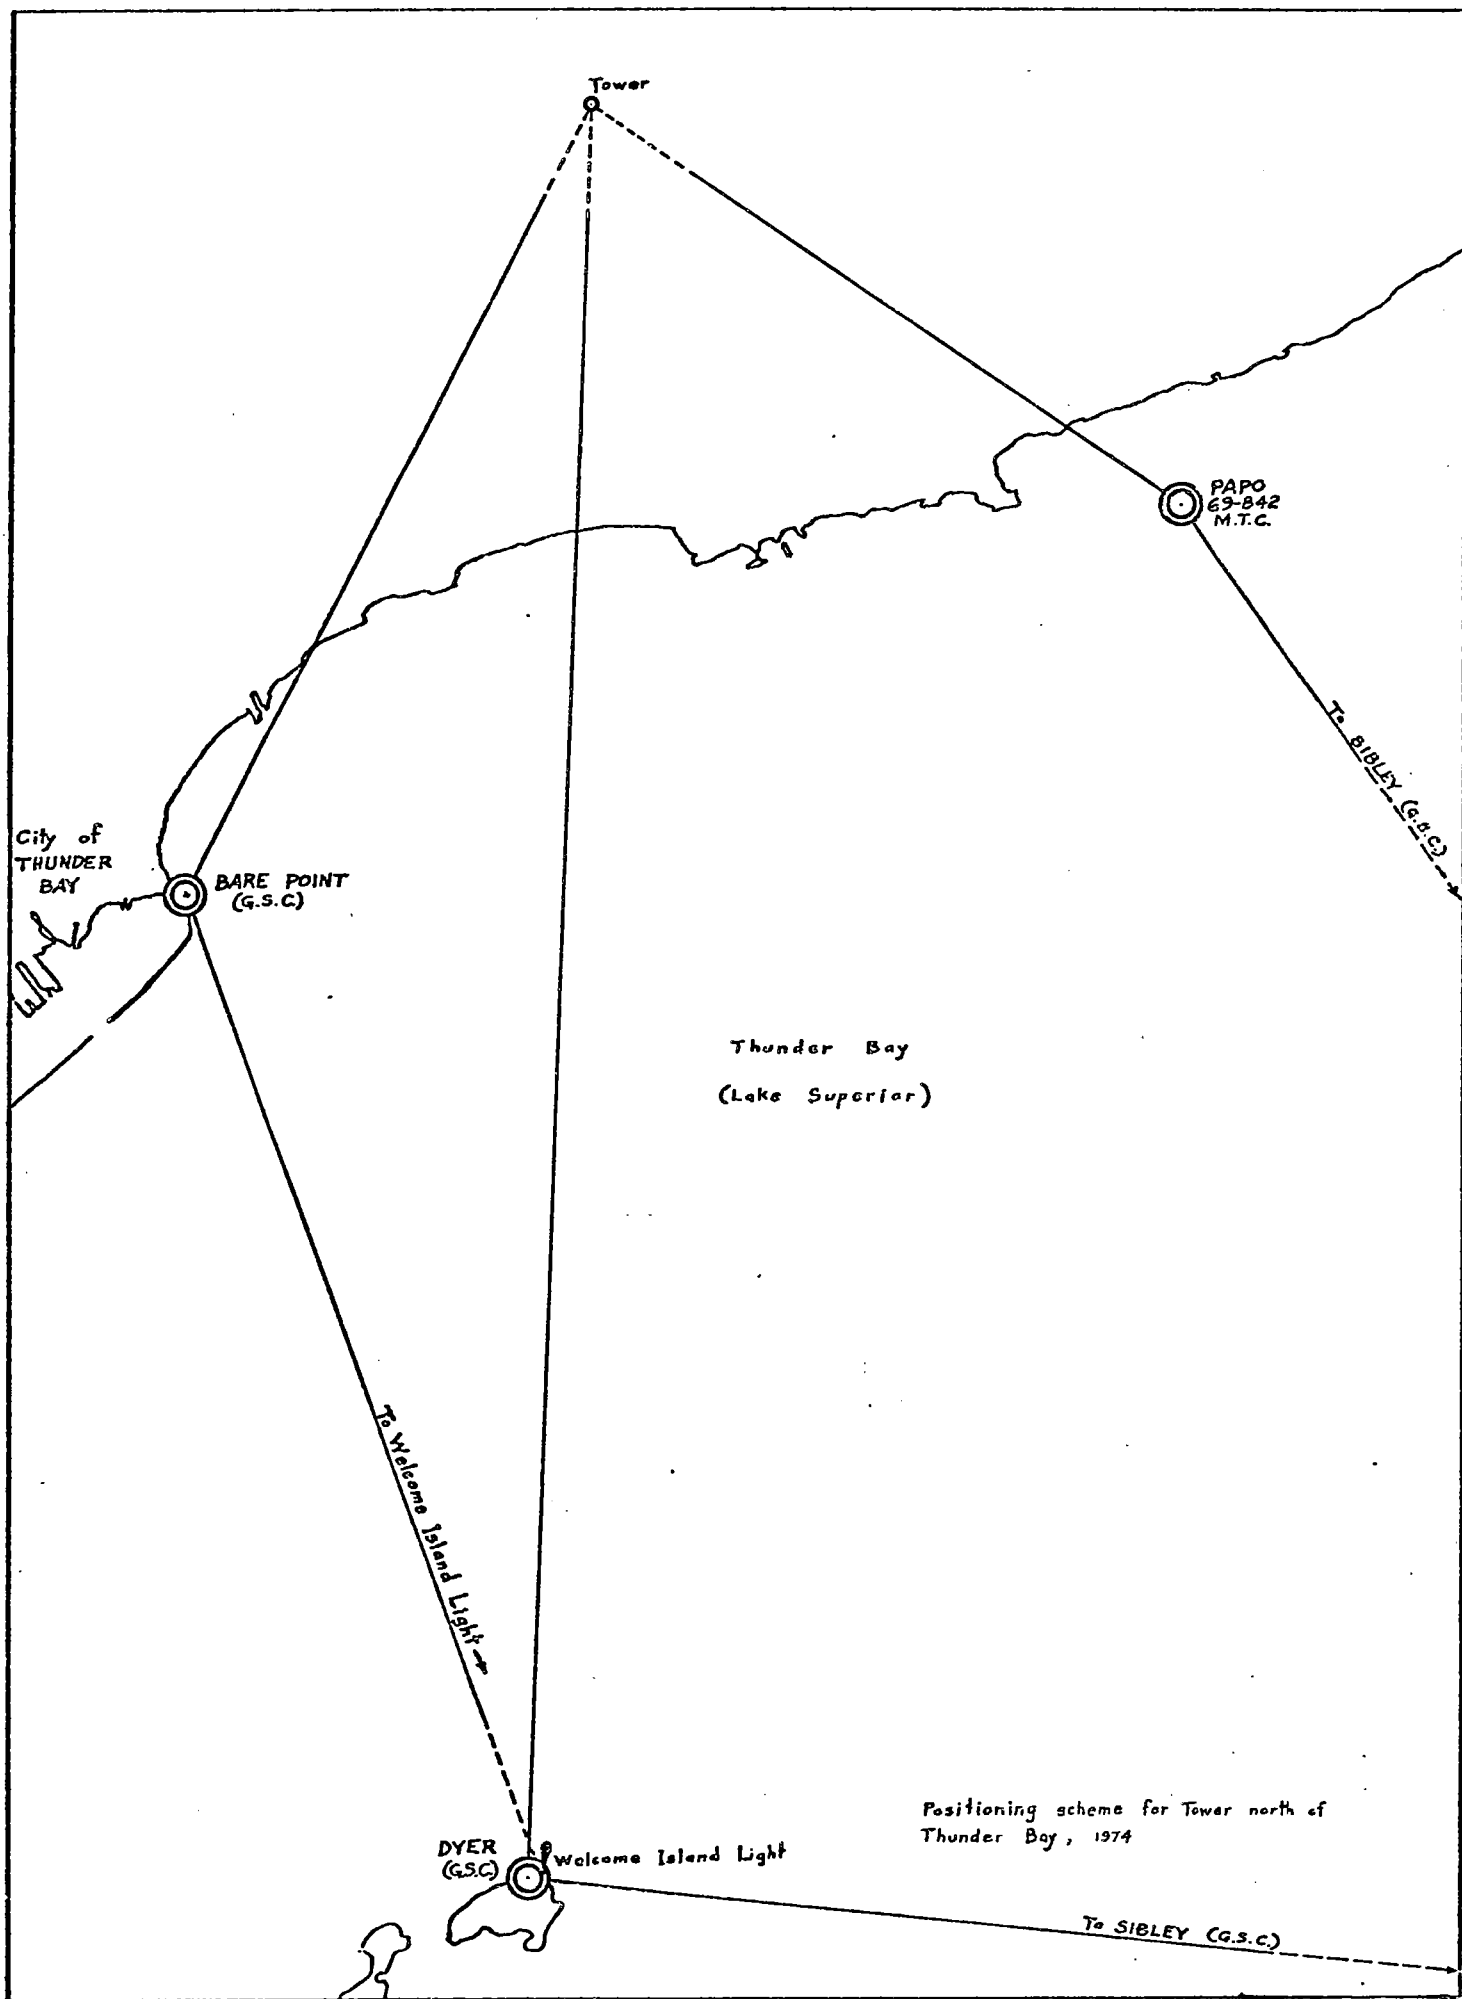 Tower
PAPO
69-842
M.T.C.
To SIBLEY (G.S.C.)
City of
THUNDER
BAY
BARE POINT
(G.S.C.)
Thunder Bay
(Lake Superior)
To Welcome Island Light
Positioning scheme for Tower north of
Thunder Bay, 1974
DYER
(G.S.C.)
Welcome Island Light
To SIBLEY (G.S.C.)